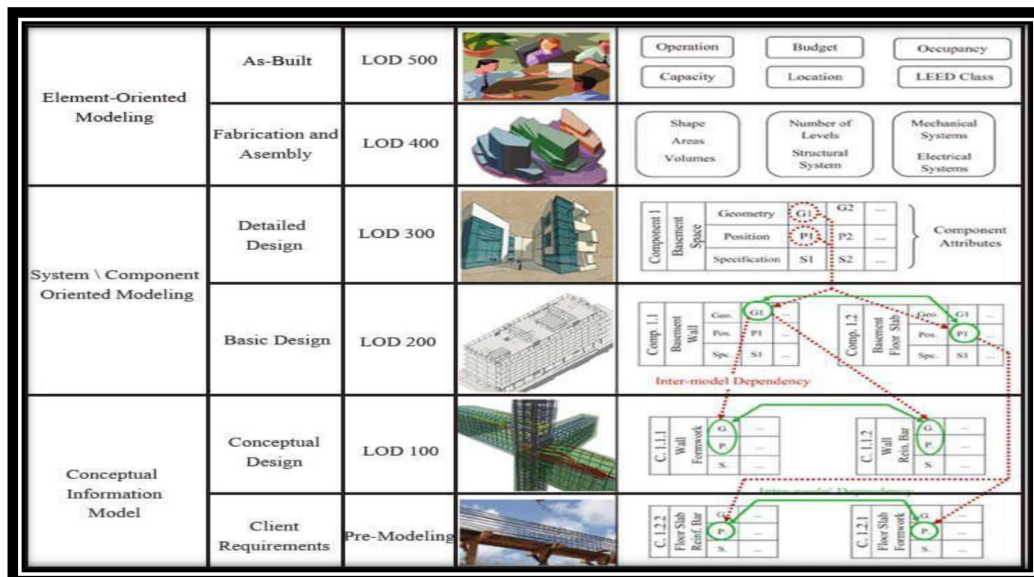 Element-Oriented
Modeling
As-Built
LOD 500
Operation
Budget
Occupancy
Capacity
Location
LEED Class
Fabrication and
Asembly
LOD 400
Shape
Areas
Volumes
Number of
Levels
Structural
System
Mechanical
Systems
Electrical
Systems
System \ Component
Oriented Modeling
Detailed
Design
LOD 300
Component 1
Basement
Space
Geometry
G1
G2
...
Position
P1
P2
...
Specification
S1
S2
...
Component
Attributes
Basic Design
LOD 200
Comp. 1.1
Basement
Wall
Geo.
G1
...
Pos.
P1
...
Spc.
S1
...
Comp. 1.2
Basement
Floor Slab
Geo.
G1
...
Pos.
P1
...
Spc.
S1
...
Inter-model Dependency
Conceptual
Information
Model
Conceptual
Design
LOD 100
C. 1.1.1
Wall
Formwork
G.
...
P.
...
S.
...
C. 1.1.2
Wall
Rein. Bar
G.
...
P.
...
S.
...
Dependency
Client
Requirements
Pre-Modeling
C. 1.2.2
Floor Slab
Reinf. Bar
G.
...
P.
...
S.
...
C. 1.2.1
Floor Slab
Formwork
G.
...
P.
...
S.
...